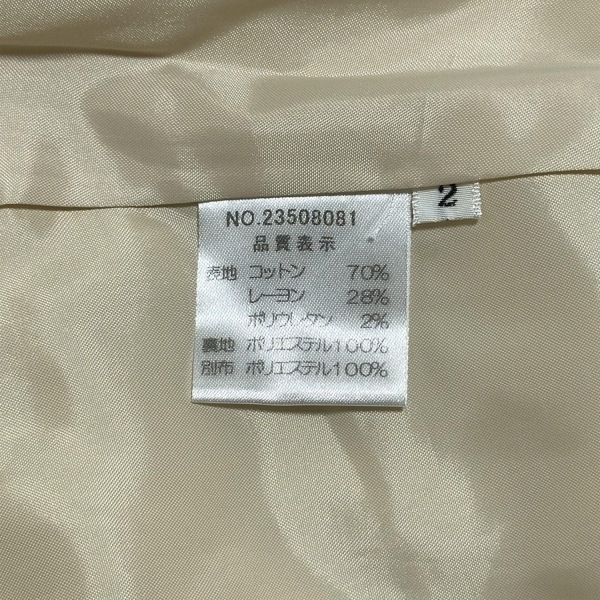 NO.23508081
2
品質表示
表地 コットン 70%
レーヨン 28%
ポリウレタン 2%
裏地 ポリエステル100%
別布 ポリエステル100%